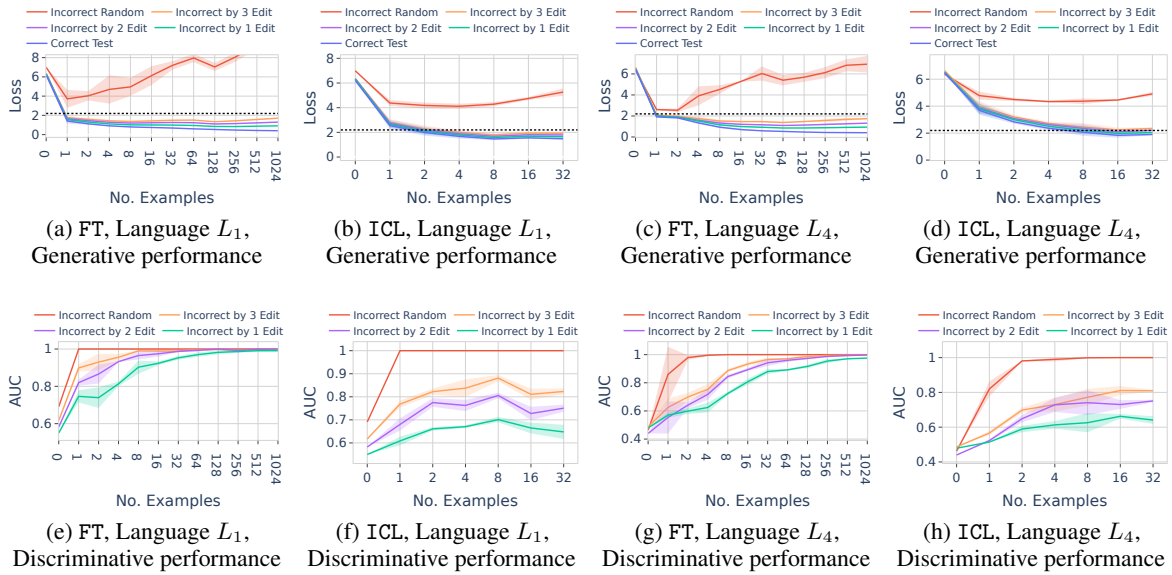 Incorrect Random Incorrect by 3 Edit
Incorrect by 2 Edit Incorrect by 1 Edit
Correct Test
8
6
4
2
0
Loss
0 1 2 4 8 16 32 64 128 256 512 1024
No. Examples
(a) FT, Language L1,
Generative performance
Incorrect Random Incorrect by 3 Edit
Incorrect by 2 Edit Incorrect by 1 Edit
Correct Test
8
6
4
2
0
Loss
0 1 2 4 8 16 32
No. Examples
(b) ICL, Language L1,
Generative performance
Incorrect Random Incorrect by 3 Edit
Incorrect by 2 Edit Incorrect by 1 Edit
Correct Test
6
4
2
0
Loss
0 1 2 4 8 16 32 64 128 256 512 1024
No. Examples
(c) FT, Language L4,
Generative performance
Incorrect Random Incorrect by 3 Edit
Incorrect by 2 Edit Incorrect by 1 Edit
Correct Test
6
4
2
0
Loss
0 1 2 4 8 16 32
No. Examples
(d) ICL, Language L4,
Generative performance
Incorrect Random Incorrect by 3 Edit
Incorrect by 2 Edit Incorrect by 1 Edit
1
0.8
0.6
AUC
0 1 2 4 8 16 32 64 128 256 512 1024
No. Examples
(e) FT, Language L1,
Discriminative performance
Incorrect Random Incorrect by 3 Edit
Incorrect by 2 Edit Incorrect by 1 Edit
1
0.9
0.8
0.7
0.6
AUC
0 1 2 4 8 16 32
No. Examples
(f) ICL, Language L1,
Discriminative performance
Incorrect Random Incorrect by 3 Edit
Incorrect by 2 Edit Incorrect by 1 Edit
1
0.8
0.6
0.4
AUC
0 1 2 4 8 16 32 64 128 256 512 1024
No. Examples
(g) FT, Language L4,
Discriminative performance
Incorrect Random Incorrect by 3 Edit
Incorrect by 2 Edit Incorrect by 1 Edit
1
0.8
0.6
0.4
AUC
0 1 2 4 8 16 32
No. Examples
(h) ICL, Language L4,
Discriminative performance